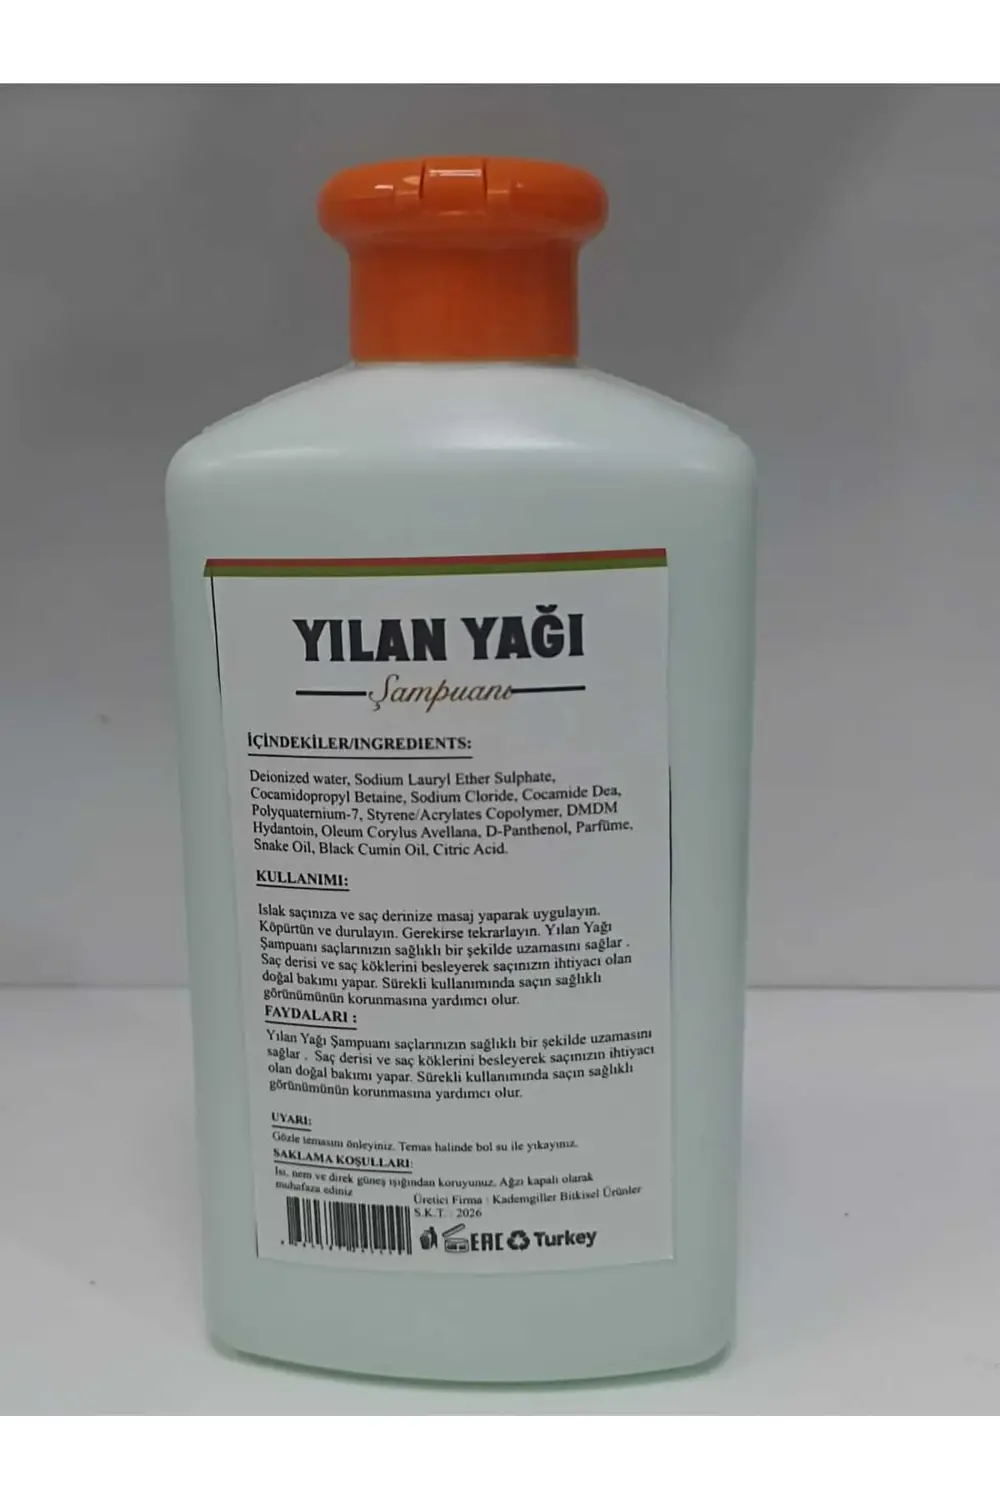 YILAN YAĞI
Şampuanı
İÇİNDEKİLER/INGREDIENTS:
Deionized water, Sodium Lauryl Ether Sulphate,
Cocamidopropyl Betaine, Sodium Cloride, Cocamide Dea,
Polyquaternium-7, Styrene/Acrylates Copolymer, DMDM
Hydantoin, Oleum Corylus Avellana, D-Panthenol, Parfüme,
Snake Oil, Black Cumin Oil, Citric Acid.
KULLANIMI:
Islak saçınıza ve saç derinize masaj yaparak uygulayın.
Köpürtün ve durulayın. Gerekirse tekrarlayın. Yılan Yağı
Şampuanı saçlarınızın sağlıklı bir şekilde uzamasını sağlar .
Saç derisi ve saç köklerini besleyerek saçınızın ihtiyacı olan
doğal bakımı yapar. Sürekli kullanımında saçın sağlıklı
görünümünün korunmasına yardımcı olur.
FAYDALARI :
Yılan Yağı Şampuanı saçlarınızın sağlıklı bir şekilde uzamasını
sağlar . Saç derisi ve saç köklerini besleyerek saçınızın ihtiyacı
olan doğal bakımı yapar. Sürekli kullanımında saçın sağlıklı
görünümünün korunmasına yardımcı olur.
UYARI:
Gözle temasını önleyiniz. Temas halinde bol su ile yıkayınız.
SAKLAMA KOŞULLARI:
Isı, nem ve direk güneş ışığından koruyunuz. Ağzı kapalı olarak
muhafaza ediniz
Üretici Firma : Kademgiller Bitkisel Ürünler
S.K.T. : 2026
EAC Turkey